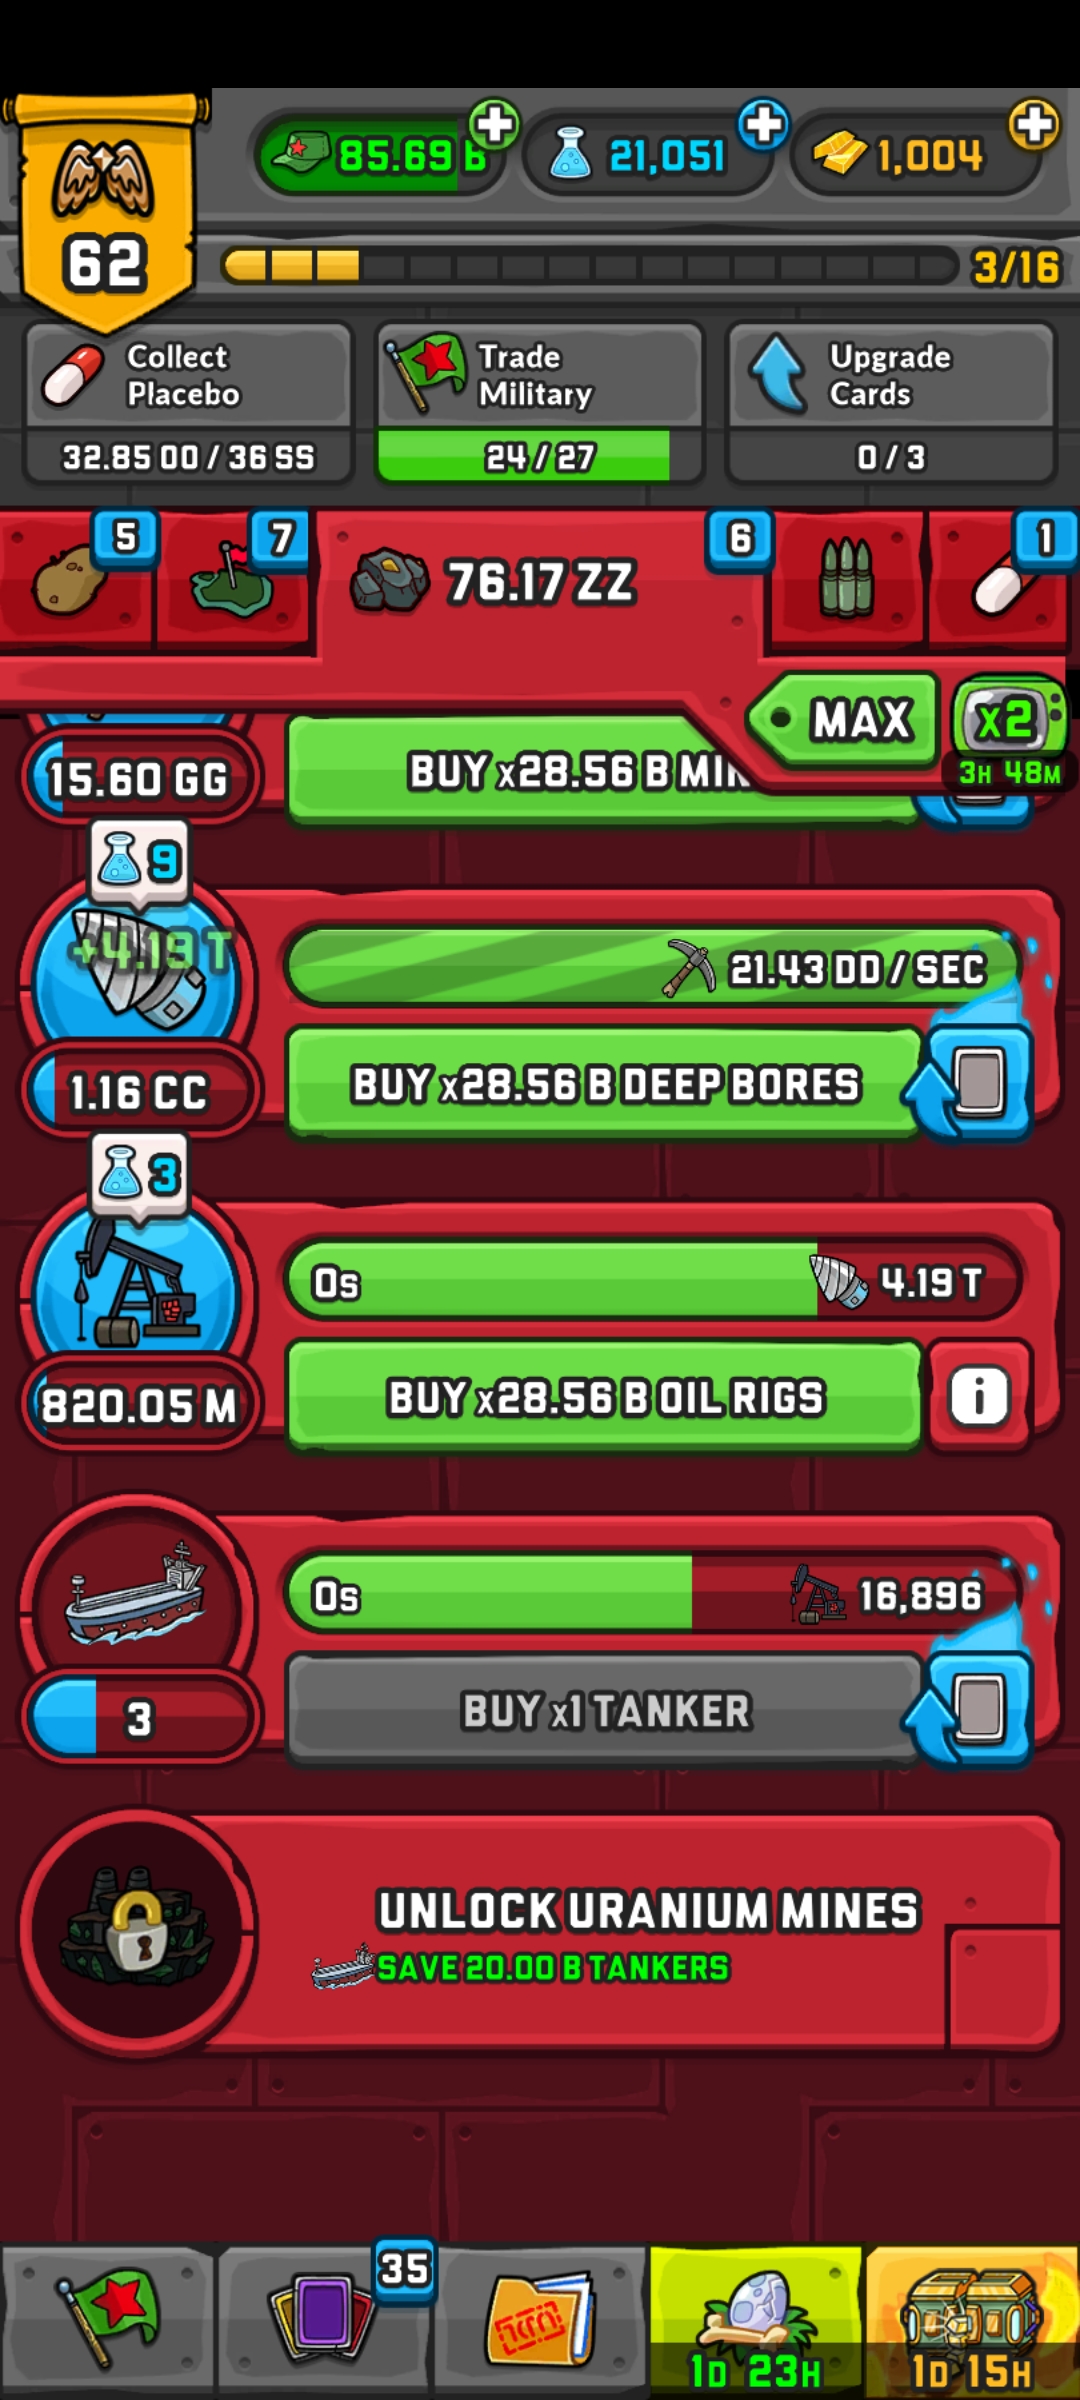 62
85.69 B
21,051
1,004
3/16
Collect
Placebo
32.85 OO / 36 SS
Trade
Military
24 / 27
Upgrade
Cards
0 / 3
5
7
76.17 ZZ
6
1
MAX
x2
3H 48M
15.60 GG
BUY x28.56 B
9
+4.19 T
21.43 DD / SEC
1.16 CC
BUY x28.56 B DEEP BORES
3
0s
4.19 T
820.05 M
BUY x28.56 B OIL RIGS
i
0s
16,896
3
BUY x1 TANKER
UNLOCK URANIUM MINES
SAVE 20.00 B TANKERS
35
1D 23H
1D 15H